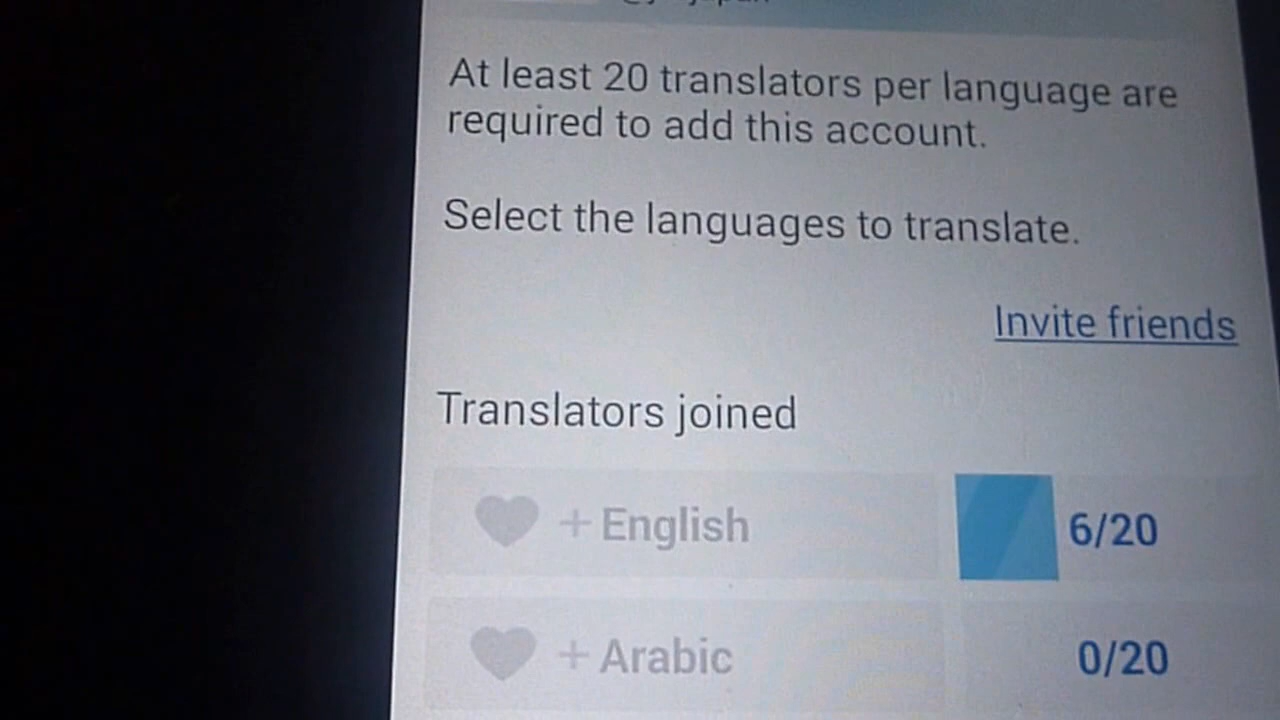 At least 20 translators per language are
required to add this account.
Select the languages to translate.
Invite friends
Translators joined
+ English 6/20
+ Arabic 0/20